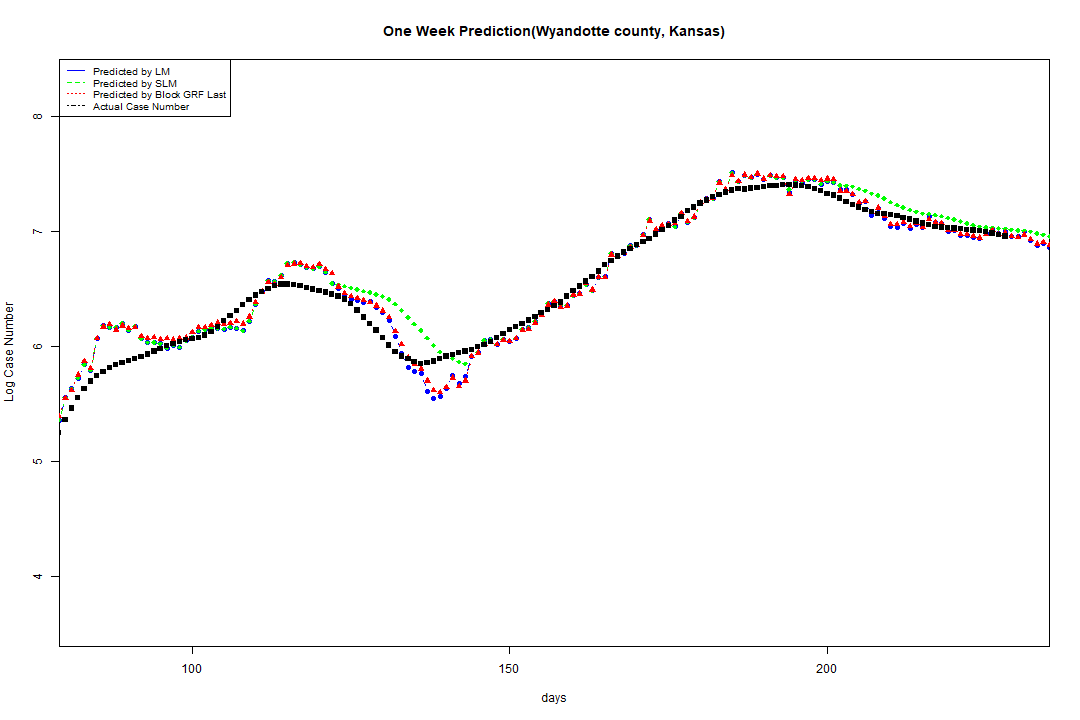 One Week Prediction(Wyandotte county, Kansas)
Predicted by LM
Predicted by SLM
Predicted by Block GRF Last
Actual Case Number
8
7
6
5
4
Log Case Number
100 150 200
days